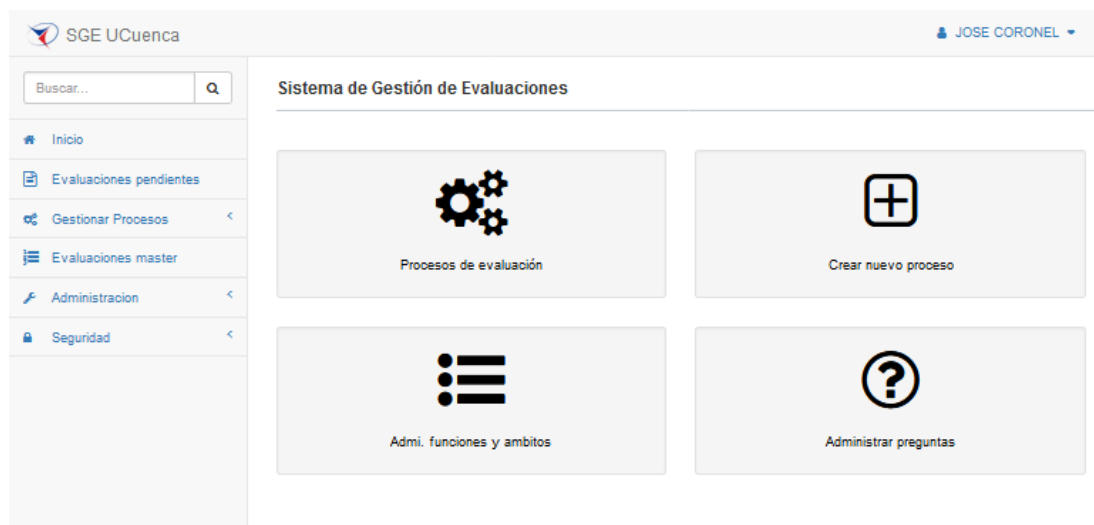 SGE UCuenca
JOSE CORONEL
Buscar...
Sistema de Gestión de Evaluaciones
Inicio
Evaluaciones pendientes
Gestionar Procesos
Evaluaciones master
Administracion
Seguridad
Procesos de evaluación
Crear nuevo proceso
Admi. funciones y ambitos
Administrar preguntas